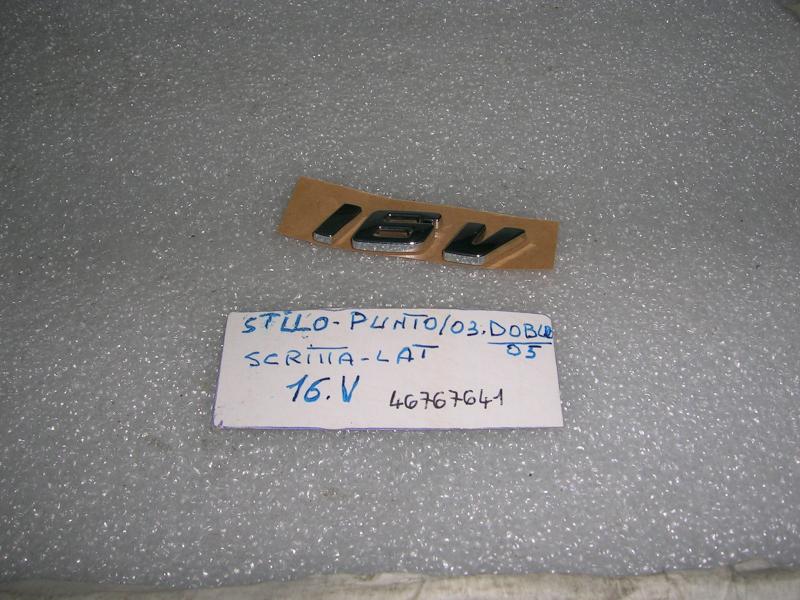 16V
STILO-PUNTO/03.DOBLO
05
SCRITTA-LAT
16.V 46767641